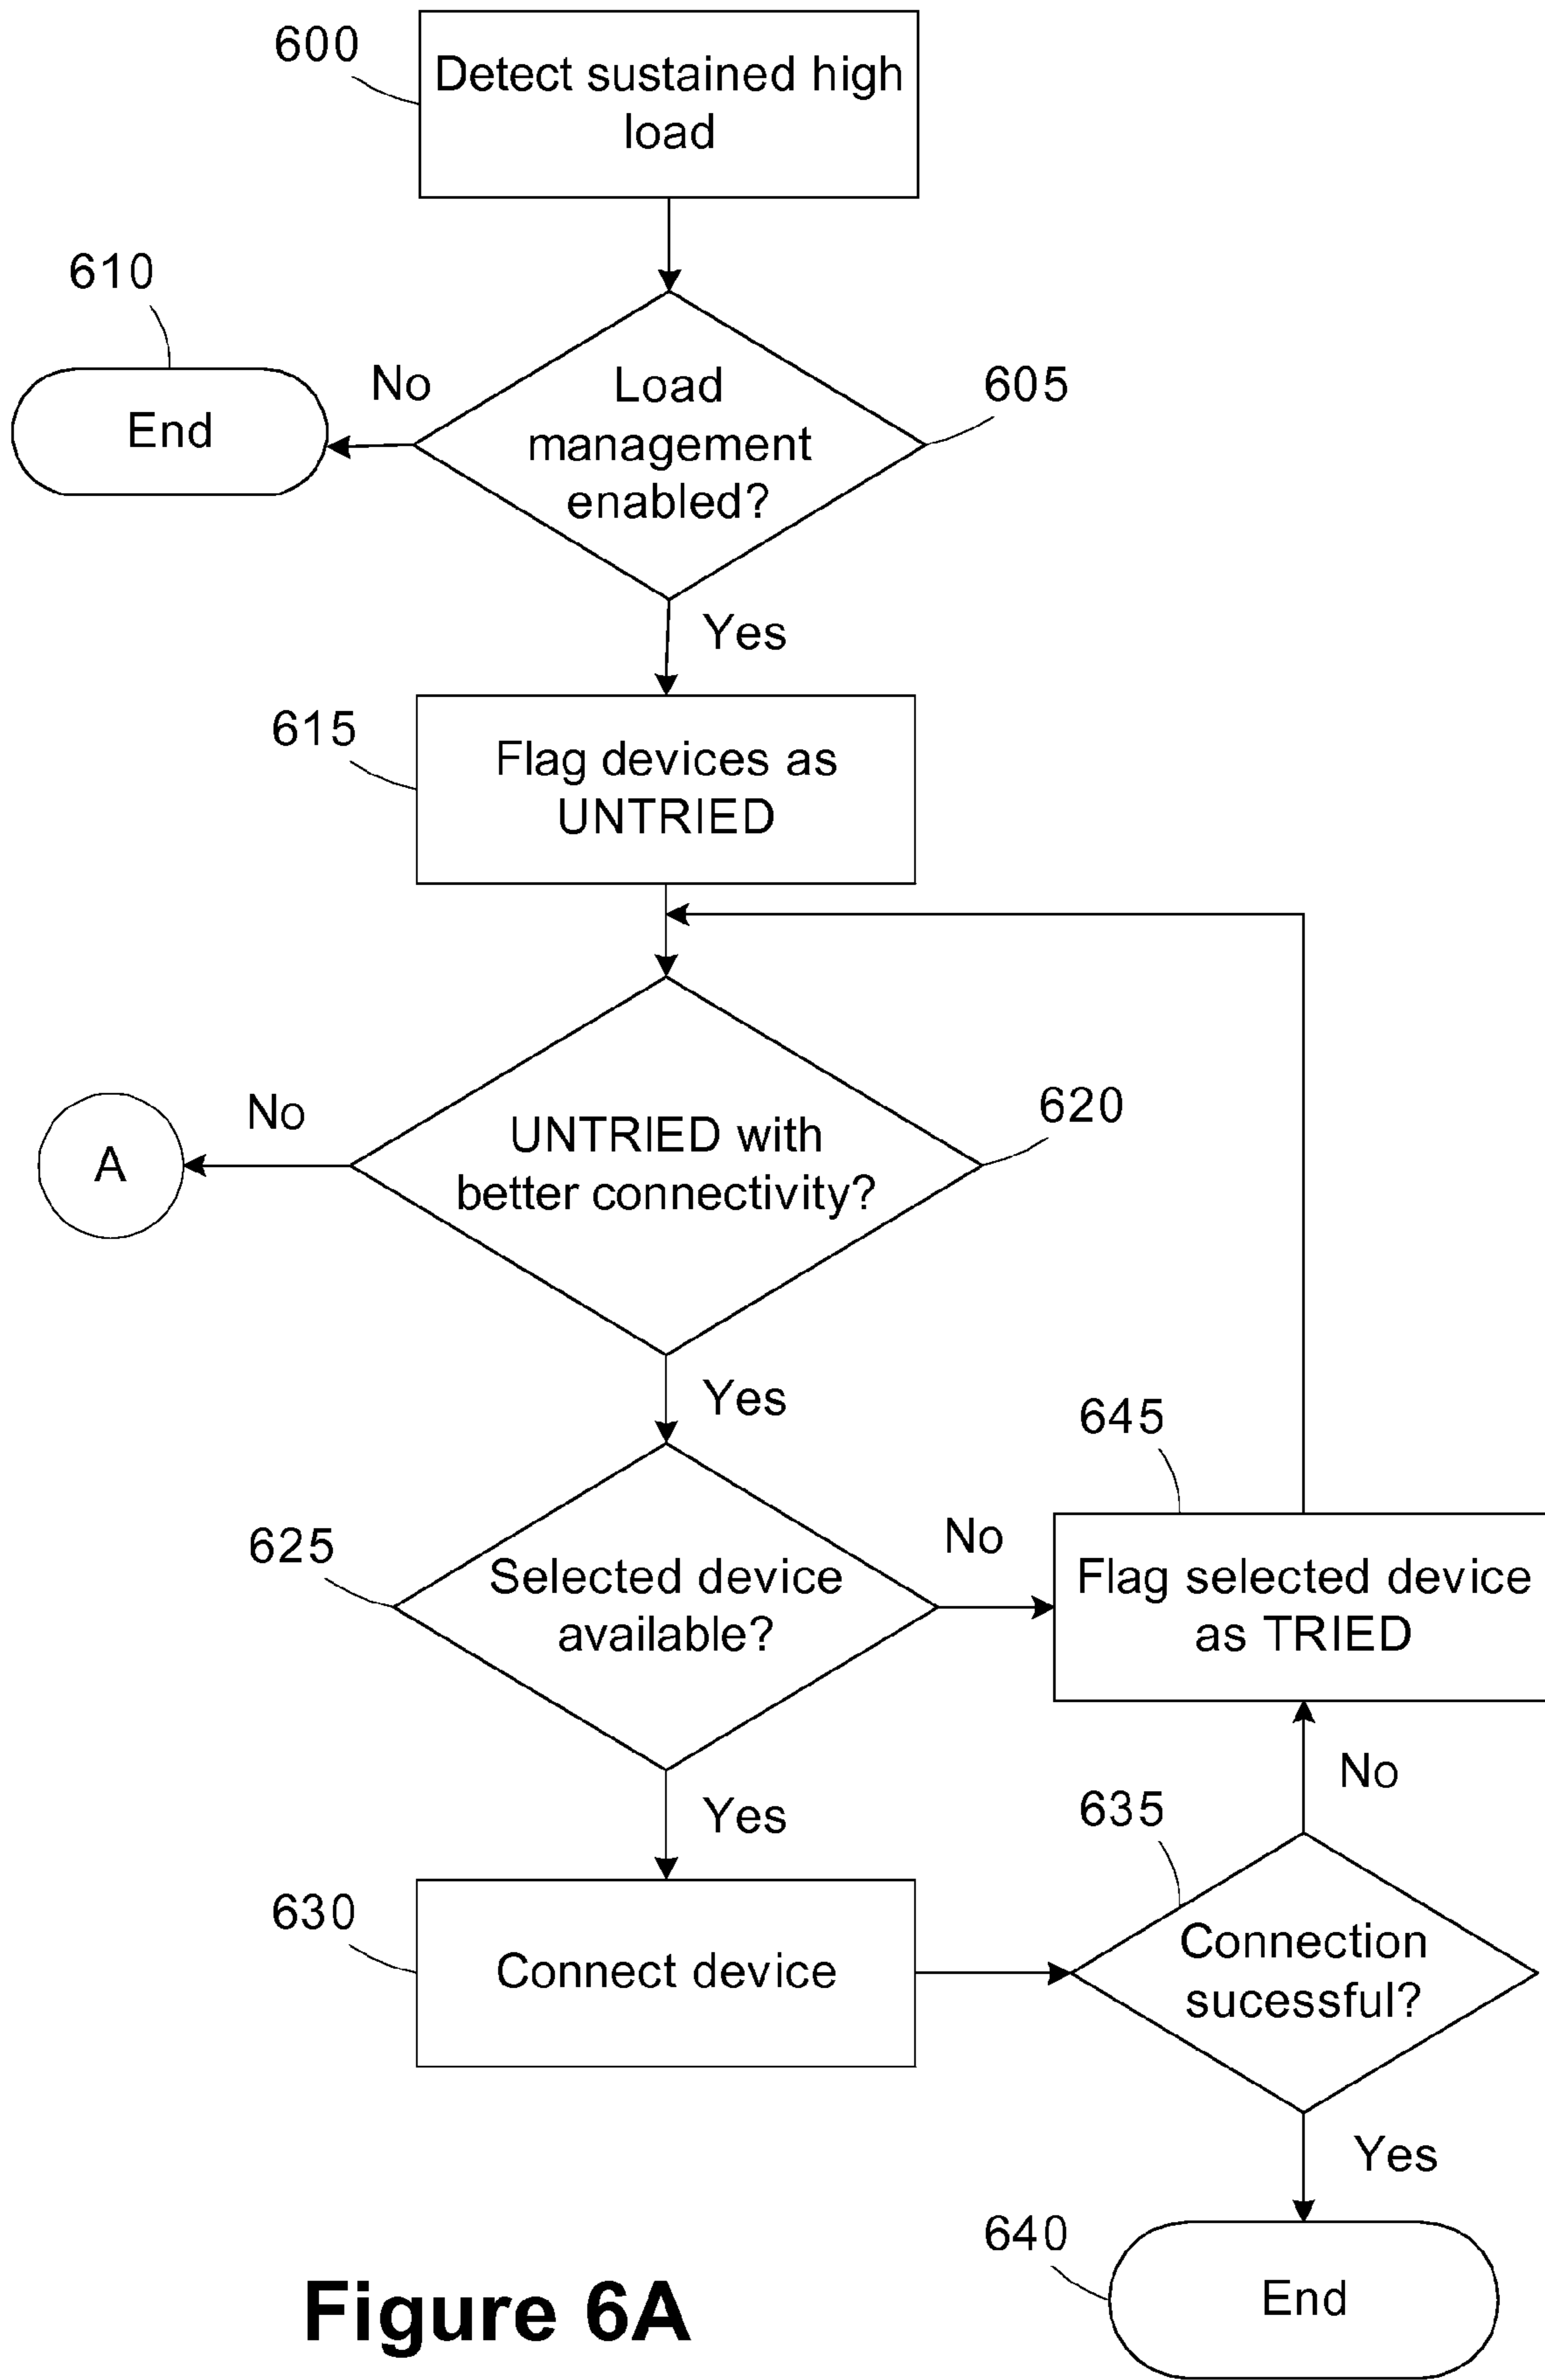 600
Detect sustained high
load
610
End
No
Load
management
enabled?
605
Yes
615
Flag devices as
UNTRIED
A
No
UNTRIED with
better connectivity?
620
Yes
625
Selected device
available?
No
645
Flag selected device
as TRIED
Yes
No
630
Connect device
635
Connection
sucessful?
Yes
640
End
Figure 6A